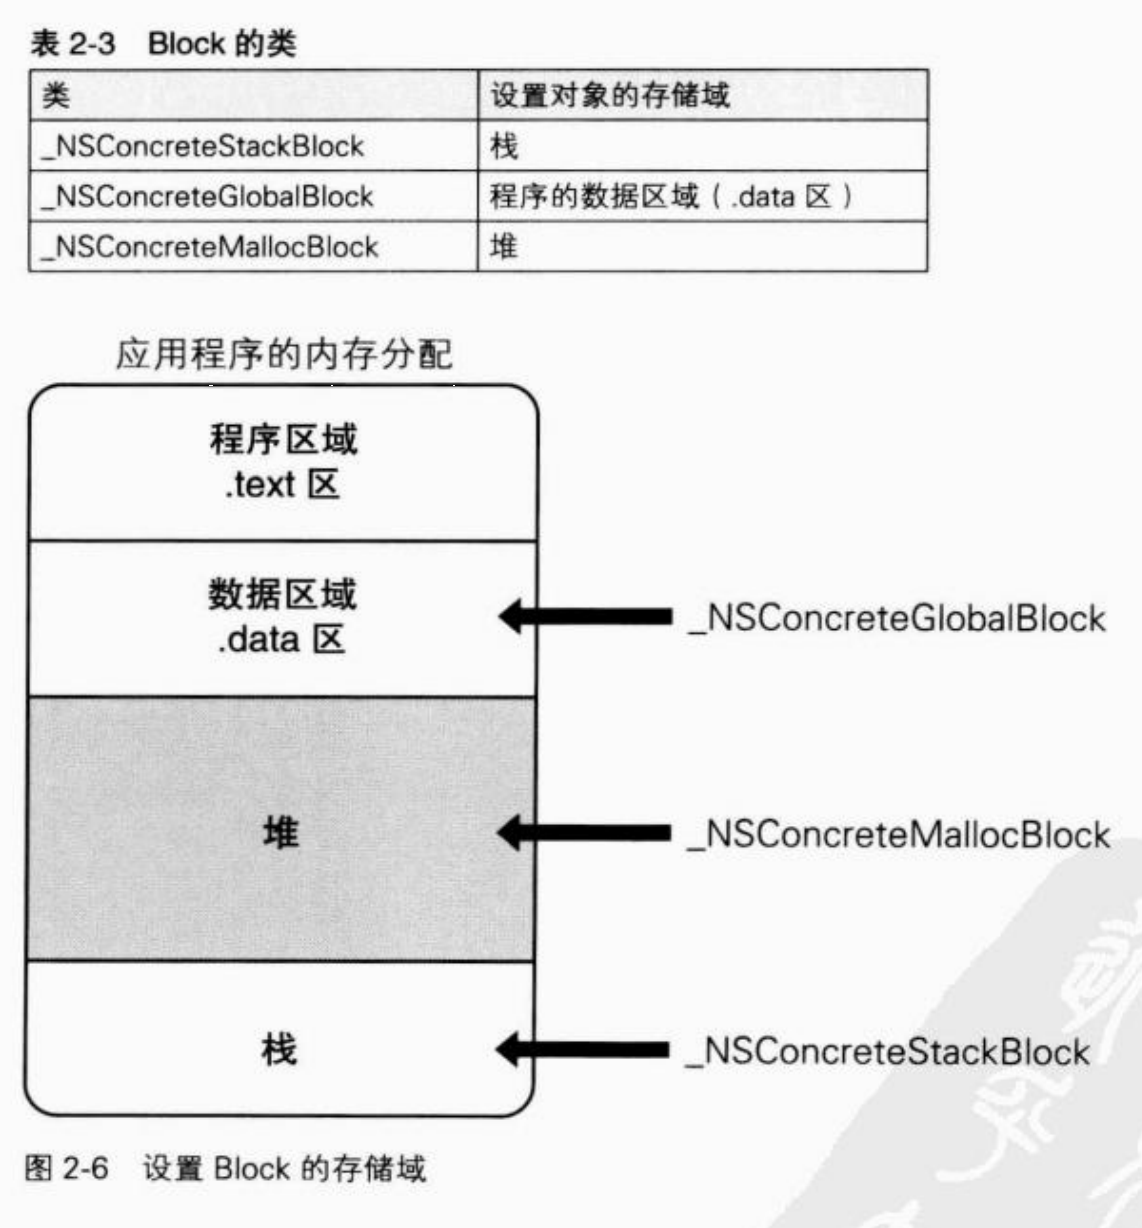 表 2-3 Block 的类
类 设置对象的存储域
_NSConcreteStackBlock 栈
_NSConcreteGlobalBlock 程序的数据区域（.data 区）
_NSConcreteMallocBlock 堆
应用程序的内存分配
程序区域
.text 区
数据区域
.data 区
_NSConcreteGlobalBlock
堆
_NSConcreteMallocBlock
栈
_NSConcreteStackBlock
图 2-6 设置 Block 的存储域